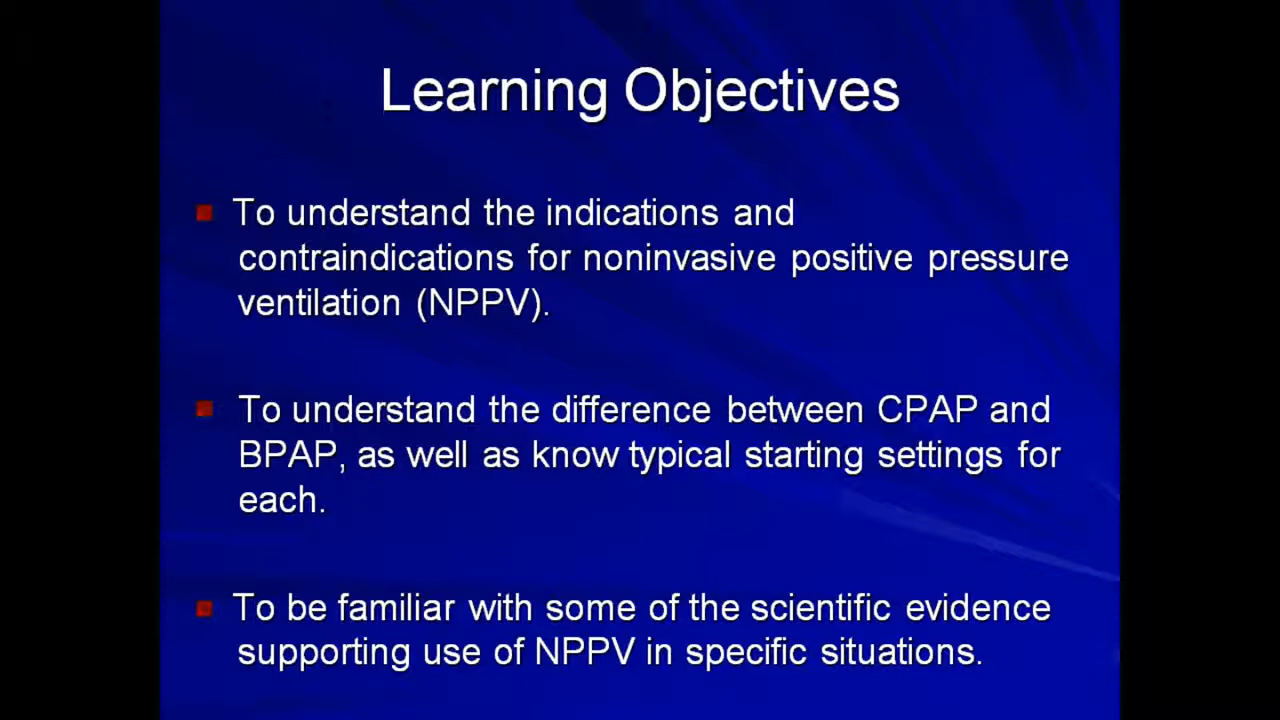 Learning Objectives
To understand the indications and
contraindications for noninvasive positive pressure
ventilation (NPPV).
To understand the difference between CPAP and
BPAP, as well as know typical starting settings for
each.
To be familiar with some of the scientific evidence
supporting use of NPPV in specific situations.